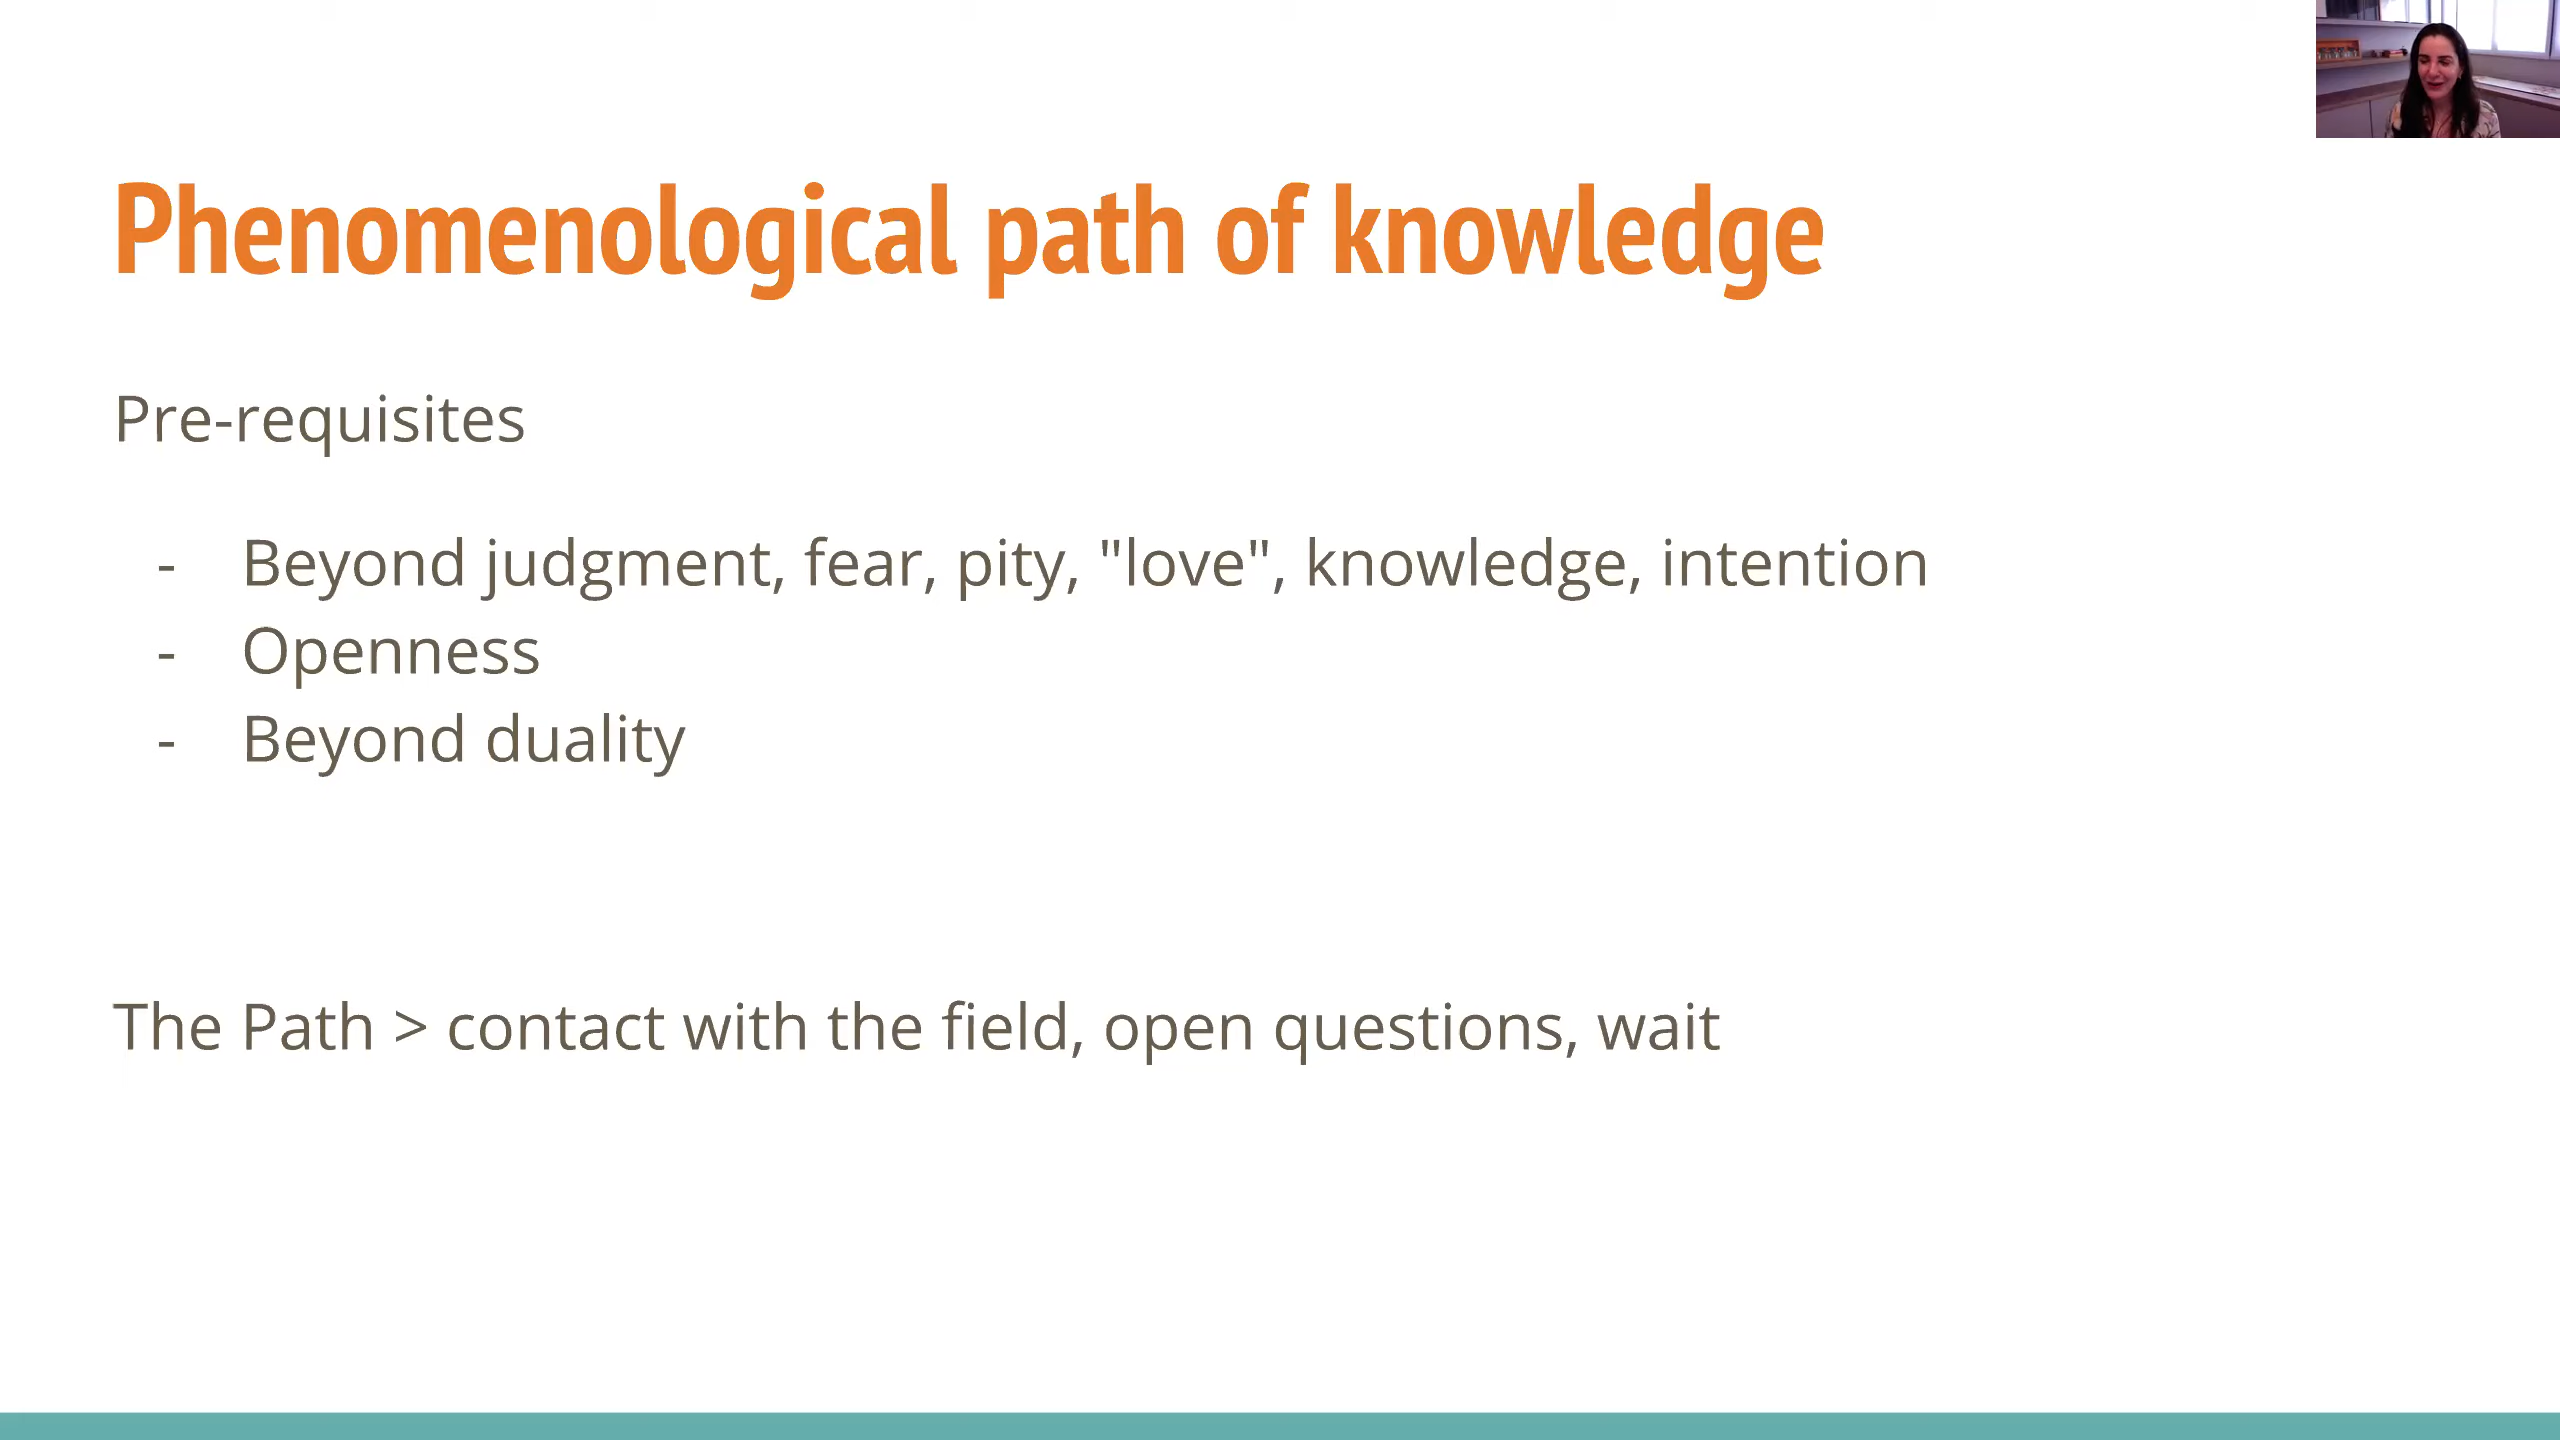 Phenomenological path of knowledge
Pre-requisites
- Beyond judgment, fear, pity, "love", knowledge, intention
- Openness
- Beyond duality
The Path > contact with the field, open questions, wait